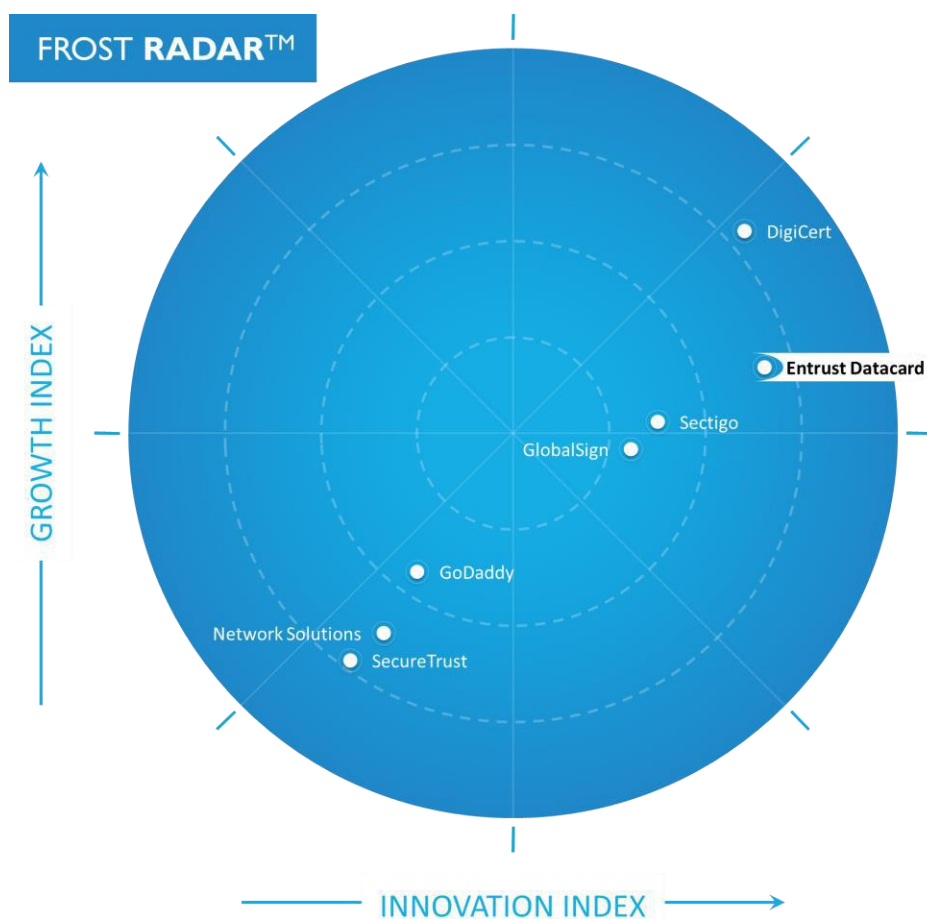 FROST RADAR™
DigiCert
Entrust Datacard
Sectigo
GlobalSign
GoDaddy
Network Solutions
SecureTrust
GROWTH INDEX
INNOVATION INDEX